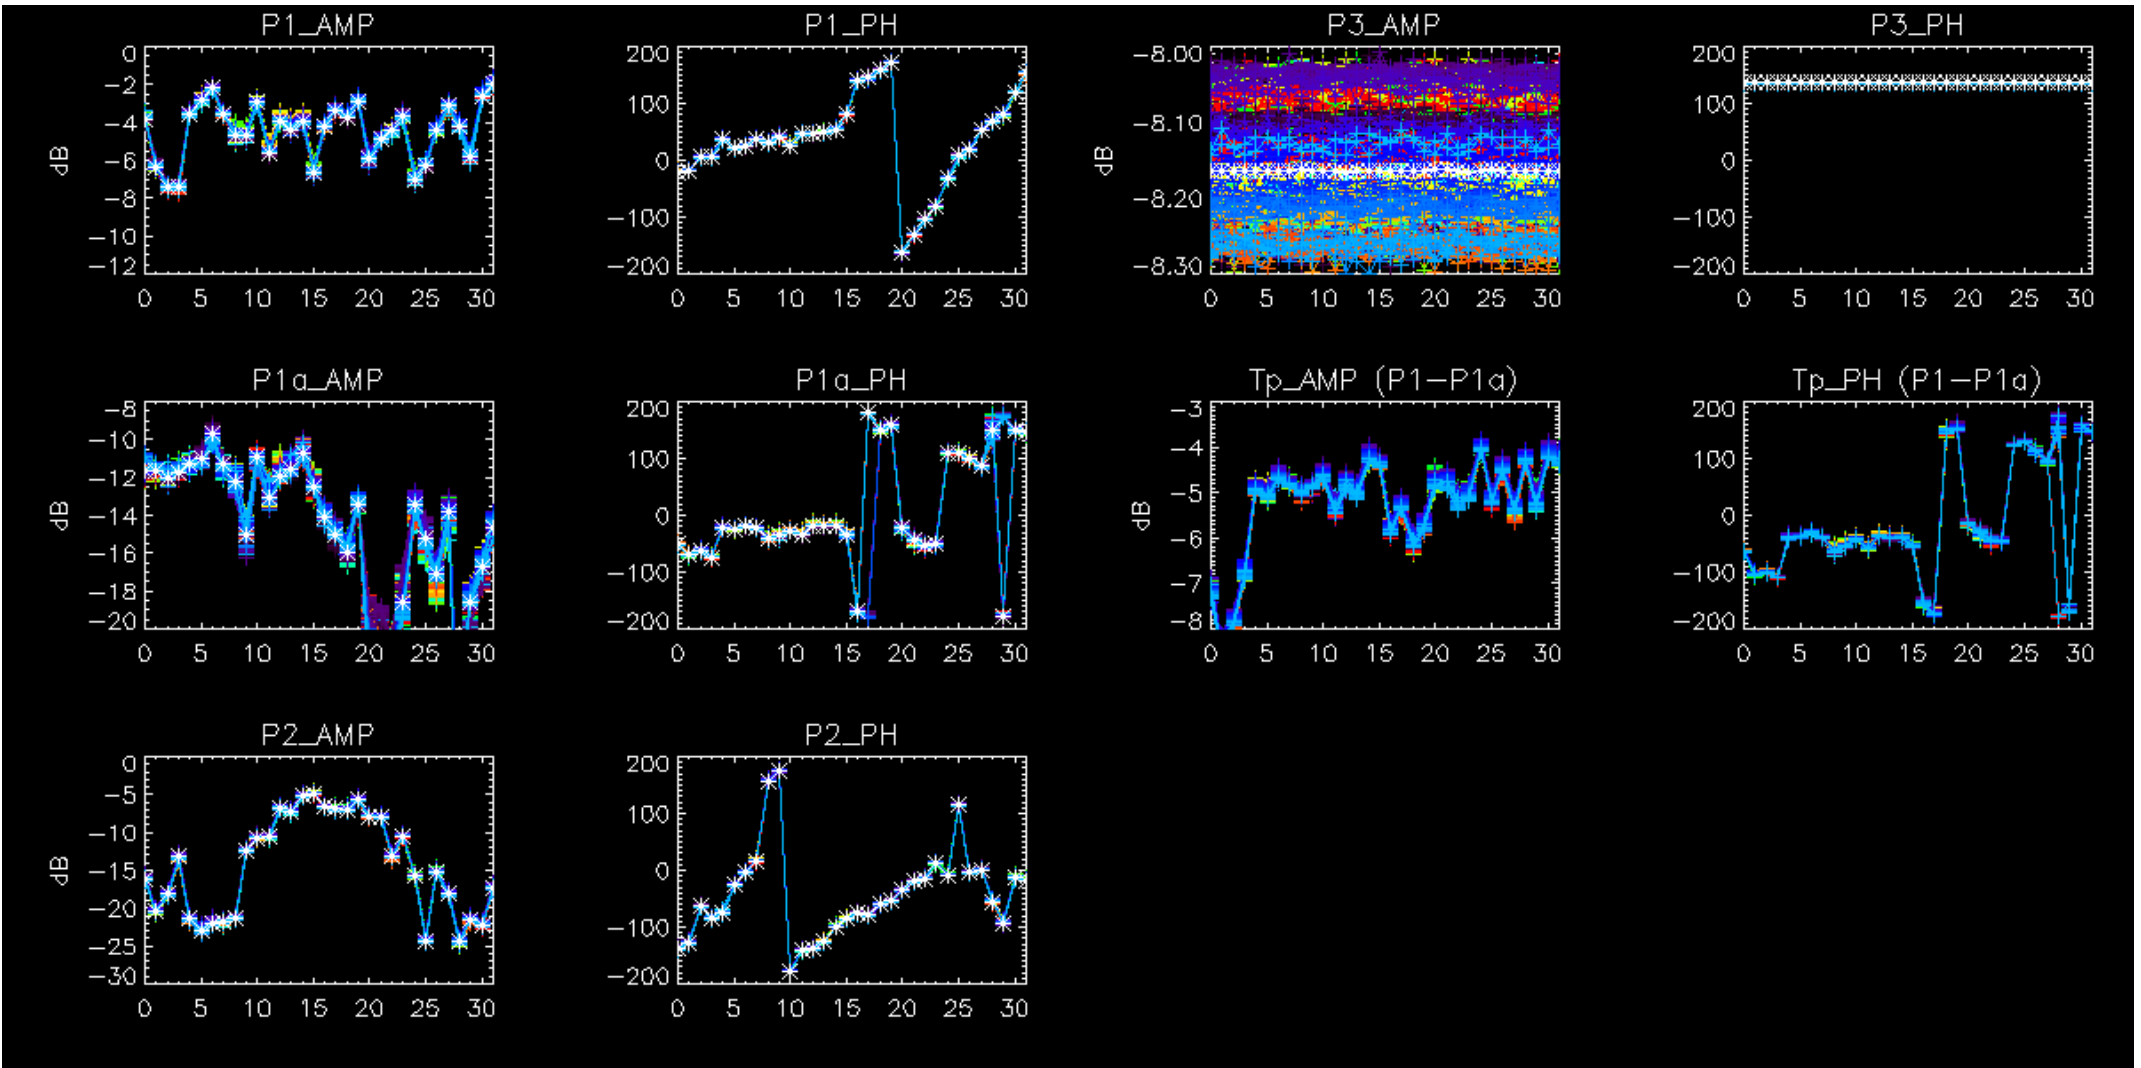 P1_AMP P1_PH P3_AMP P3_PH
0 200 -8.00 200
-2
-4 100 -8.10 100
dB -6 0 dB 0
-8 -100 -8.20 -100
-10
-12 -200 -8.30 -200
0 5 10 15 20 25 30 0 5 10 15 20 25 30 0 5 10 15 20 25 30 0 5 10 15 20 25 30
P1a_AMP P1a_PH Tp_AMP (P1-P1a) Tp_PH (P1-P1a)
-8 200 -3 200
-10 100 -4 100
-12
dB -14 0 dB -5 0
-16 -100 -6 -100
-18 -7
-20 -200 -8 -200
0 5 10 15 20 25 30 0 5 10 15 20 25 30 0 5 10 15 20 25 30 0 5 10 15 20 25 30
P2_AMP P2_PH
0 200
-5 100
-10
dB -15 0
-20 -100
-25
-30 -200
0 5 10 15 20 25 30 0 5 10 15 20 25 30